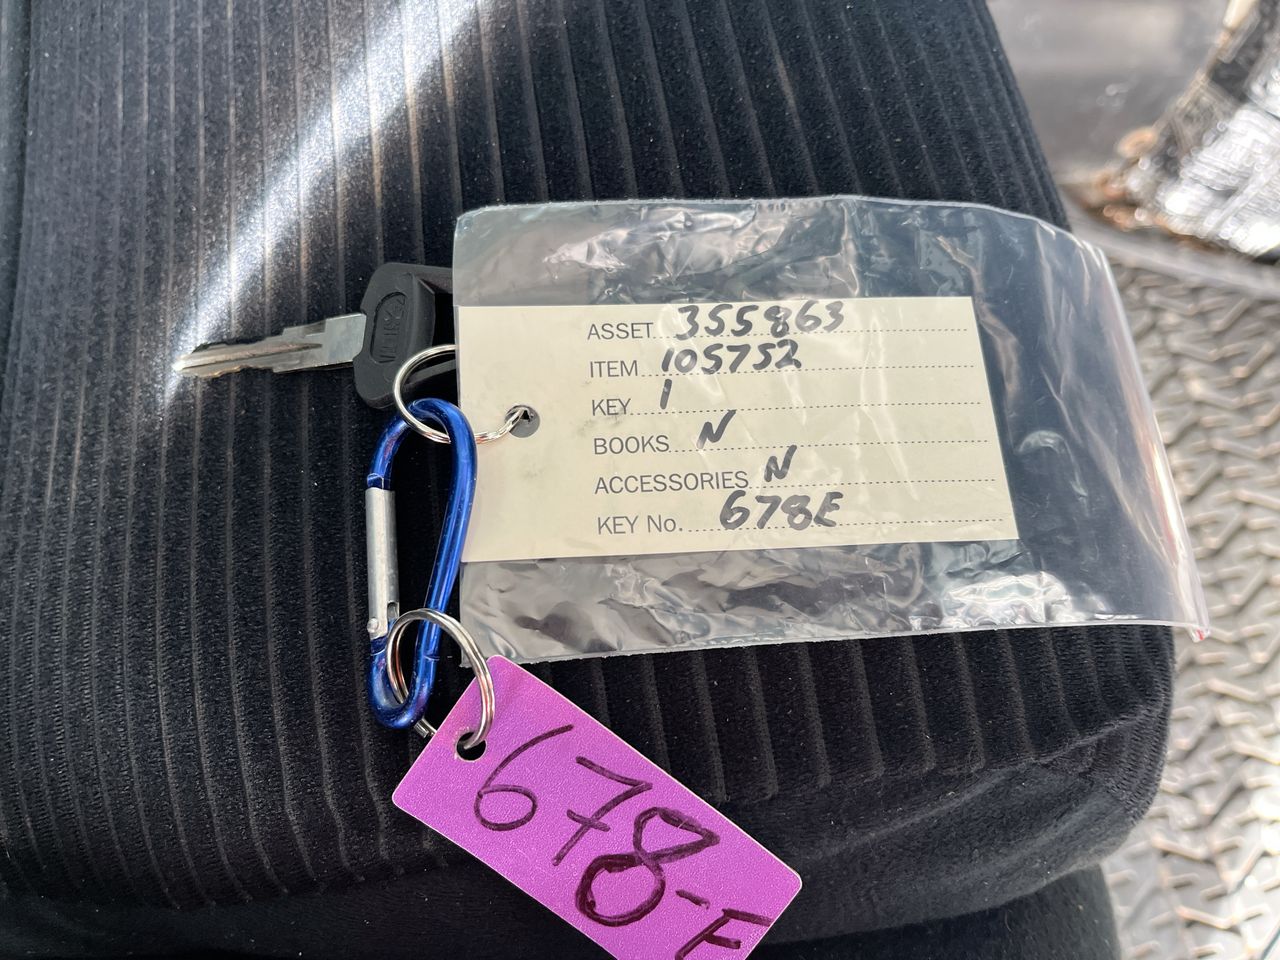 ASSET 355863
ITEM 105752
KEY 1
BOOKS N
ACCESSORIES N
KEY No. 678E
678-E